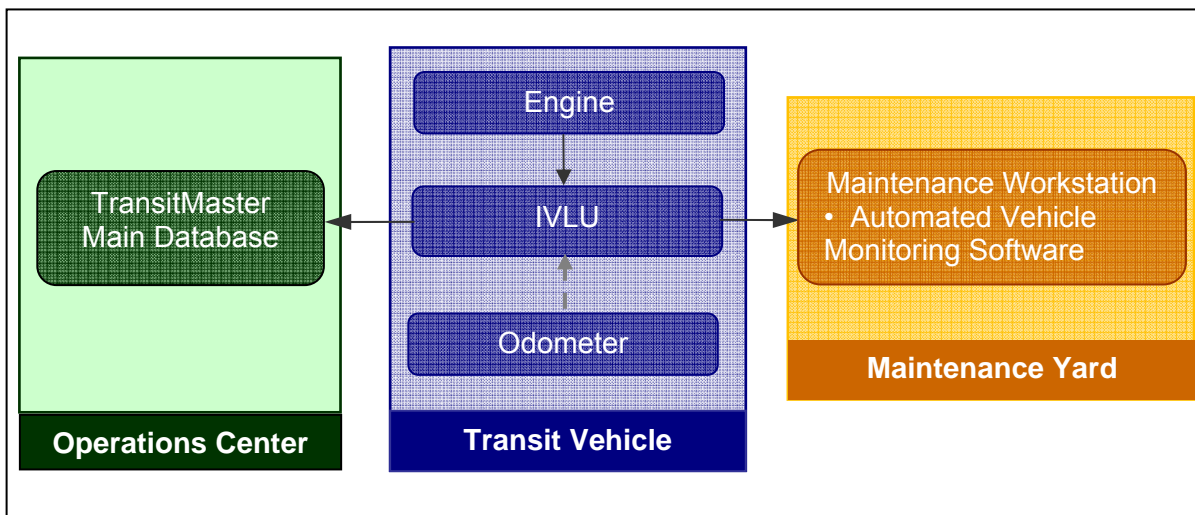 TransitMaster
Main Database
Operations Center
Engine
IVLU
Odometer
Transit Vehicle
Maintenance Workstation
• Automated Vehicle
Monitoring Software
Maintenance Yard